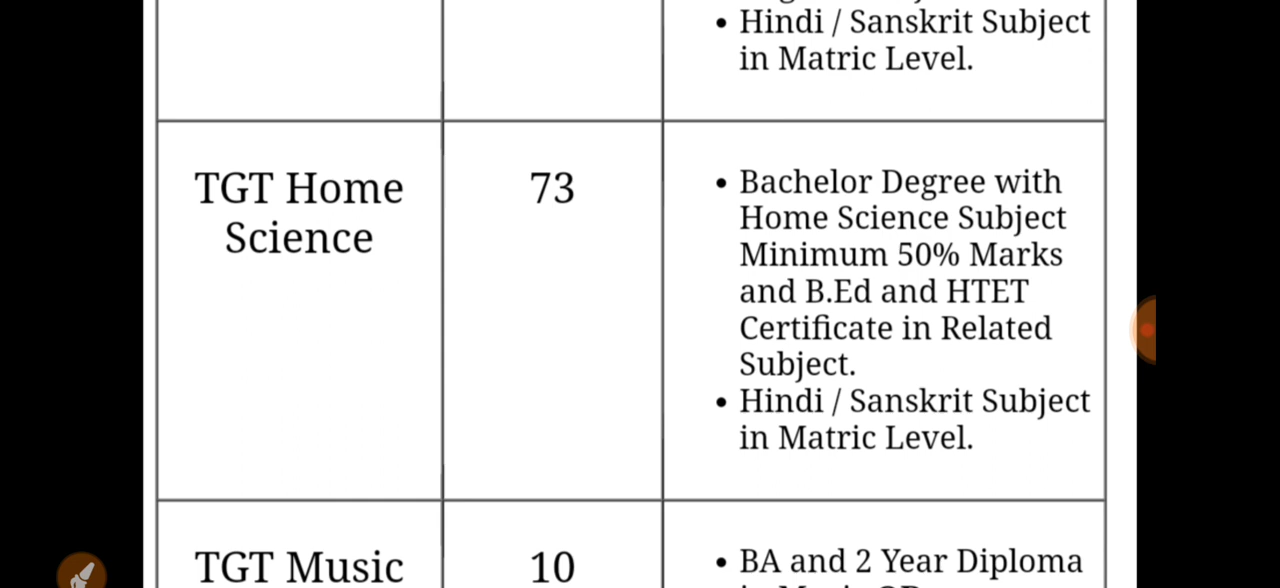 Hindi / Sanskrit Subject
in Matric Level.
TGT Home
Science
73
• Bachelor Degree with
Home Science Subject
Minimum 50% Marks
and B.Ed and HTET
Certificate in Related
Subject.
• Hindi / Sanskrit Subject
in Matric Level.
TGT Music
10
• BA and 2 Year Diploma